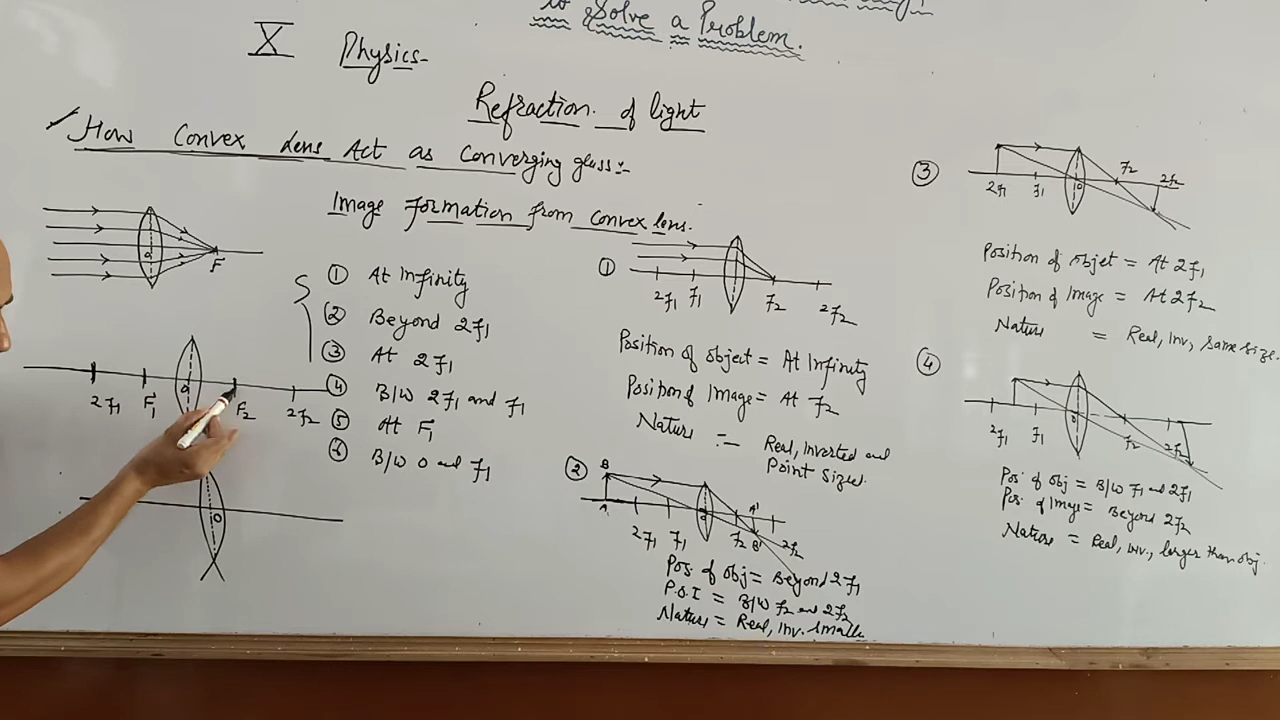 to Solve a Problem.
X Physics-
Refraction of light
How Convex Lens Act as Converging glass:-
Image Formation from Convex lens.
F
① At Infinity
② Beyond 2F1
③ At 2F1
④ B/W 2F1 and F1
⑤ At F1
⑥ B/W O and F1
2F1 F1 F2 2F2
O
①
2F1 F1 F2 2F2
Position of object = At Infinity
Position of Image = At F2
Nature :- Real, Inverted and
Point sized.
②
B
A O A'
2F1 F1 F2 B' 2F2
Pos. of Obj = Beyond 2F1
P.O.I = B/W F2 and 2F2
Nature = Real, Inv. Smalle
③
2F1 F1 O F2 2F2
Position of objet = At 2F1
Position of Image = At 2F2
Nature = Real, Inv, same size.
④
2F1 F1 O F2 2F2
Pos. of obj = B/W F1 and 2F1
Pos. of Image = Beyond 2F2
Nature = Real, Inv., larger than obj.